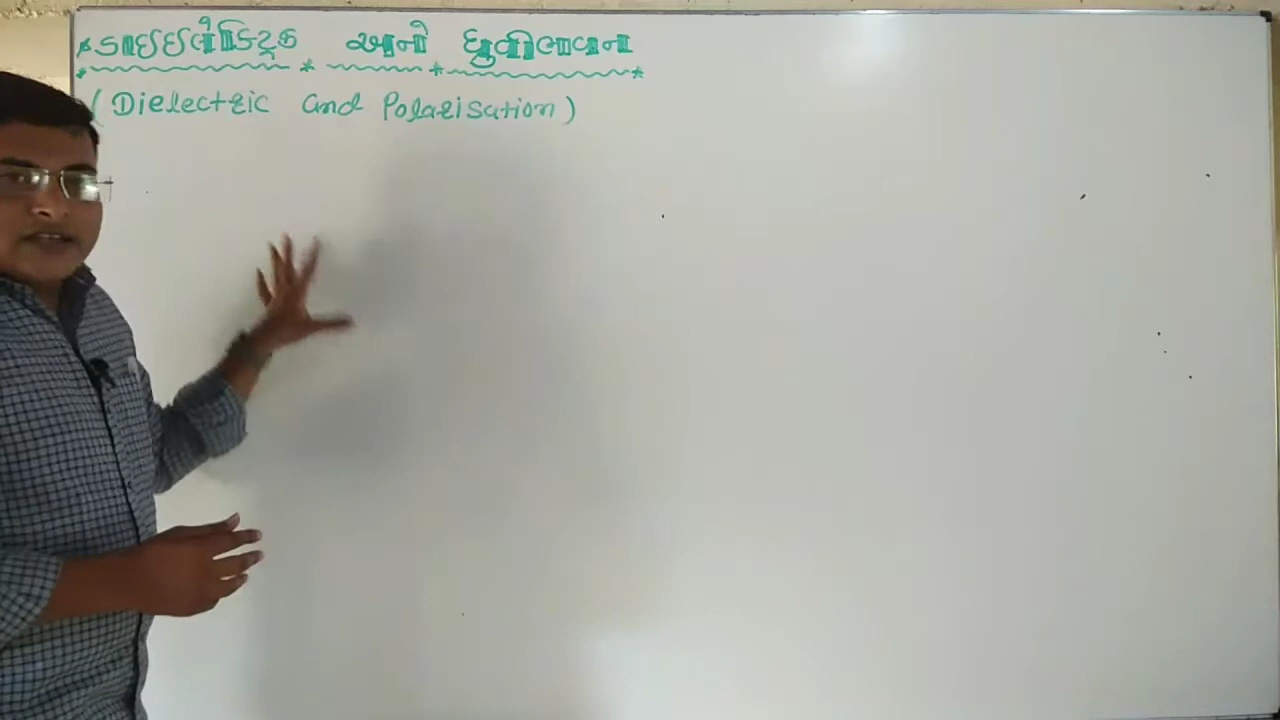 * ડાઇઇલેક્ટ્રિક અને ધ્રુવીભવન
(Dielectric and Polarisation)